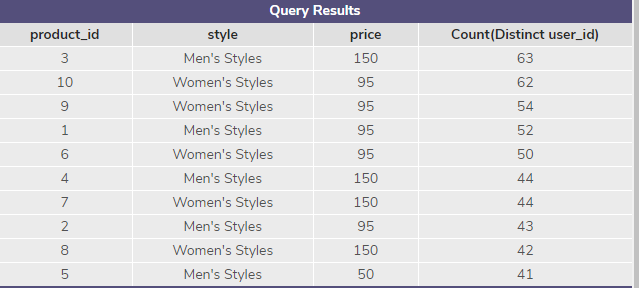 Query Results
product_id style price Count(Distinct user_id)
3 Men's Styles 150 63
10 Women's Styles 95 62
9 Women's Styles 95 54
1 Men's Styles 95 52
6 Women's Styles 95 50
4 Men's Styles 150 44
7 Women's Styles 150 44
2 Men's Styles 95 43
8 Women's Styles 150 42
5 Men's Styles 50 41